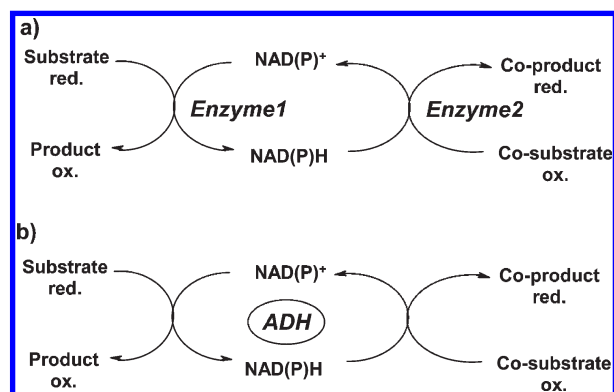 a)
Substrate
red.
NAD(P)+
Co-product
red.
Enzyme1
Enzyme2
Product
ox.
NAD(P)H
Co-substrate
ox.
b)
Substrate
red.
NAD(P)+
Co-product
red.
ADH
Product
ox.
NAD(P)H
Co-substrate
ox.